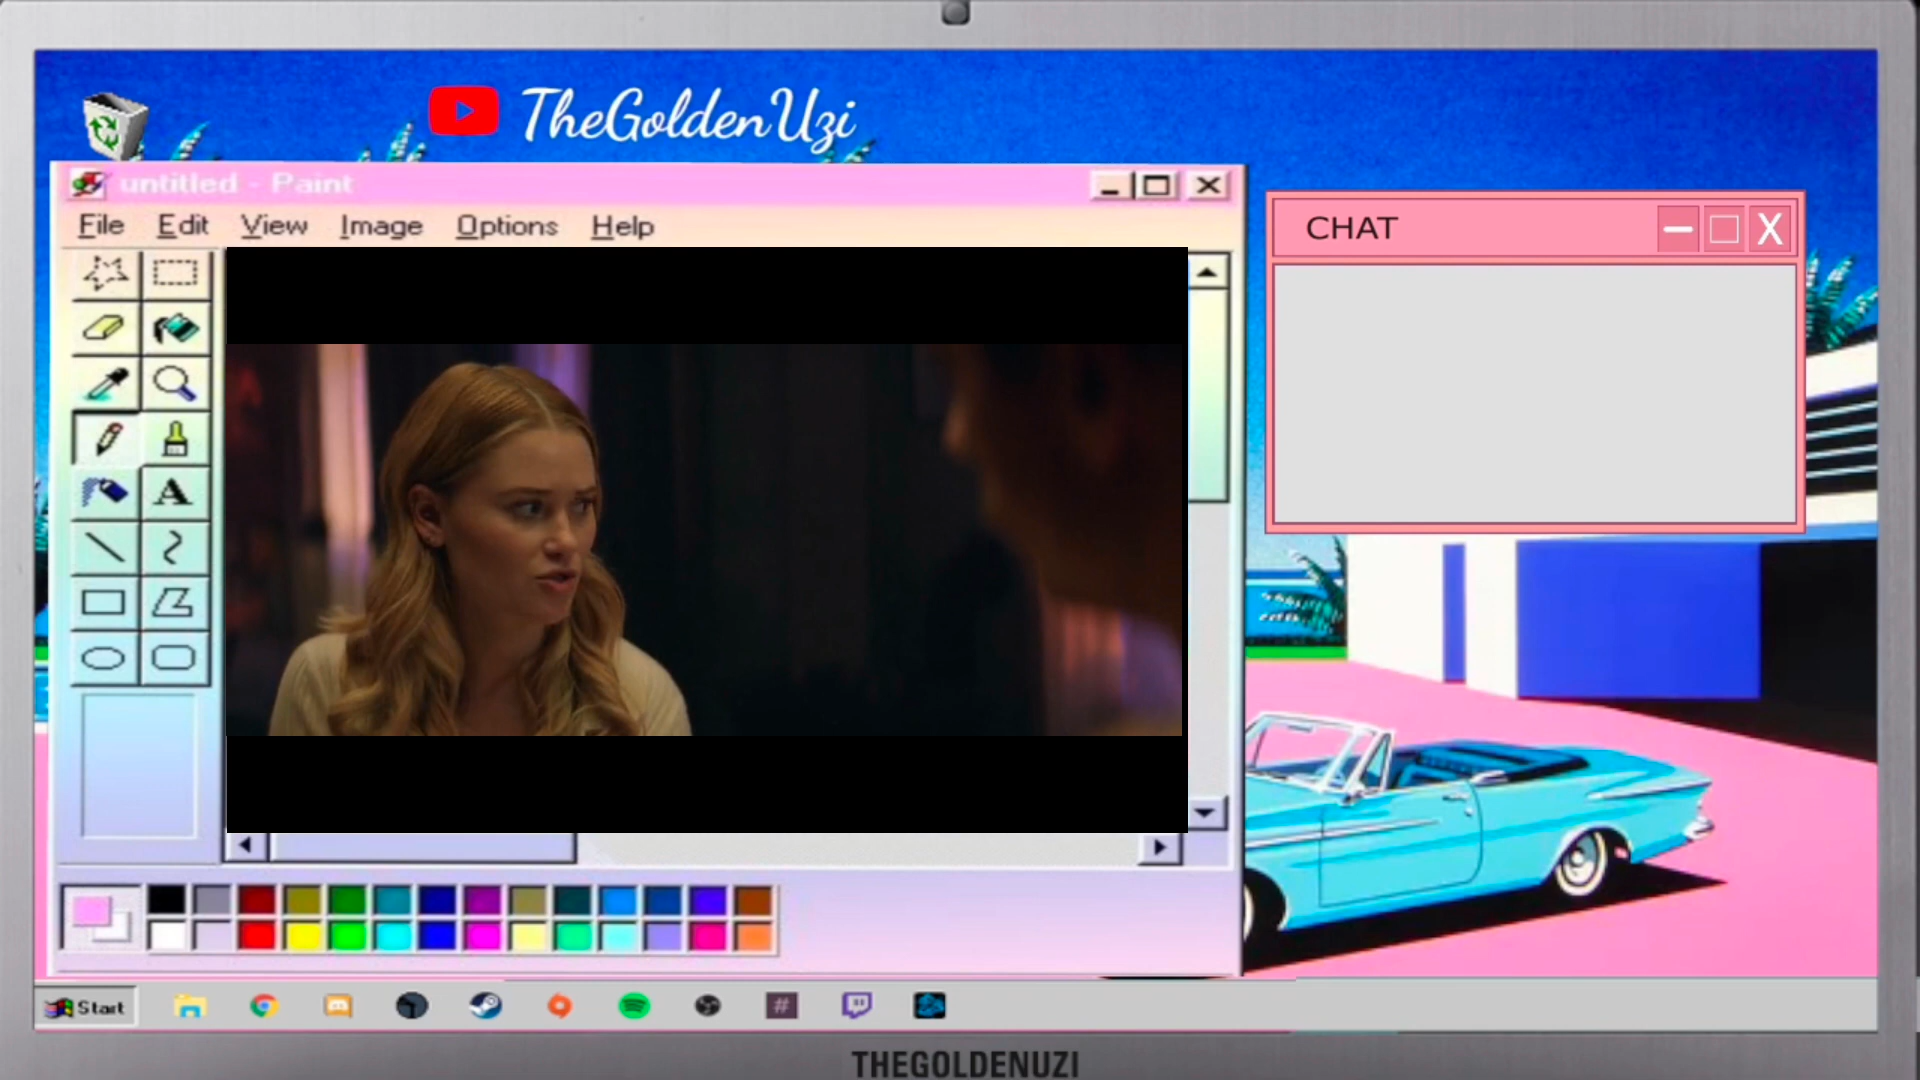 TheGoldenUzi
untitled - Paint
File Edit View Image Options Help
CHAT
A
Start
#
THEGOLDENUZI